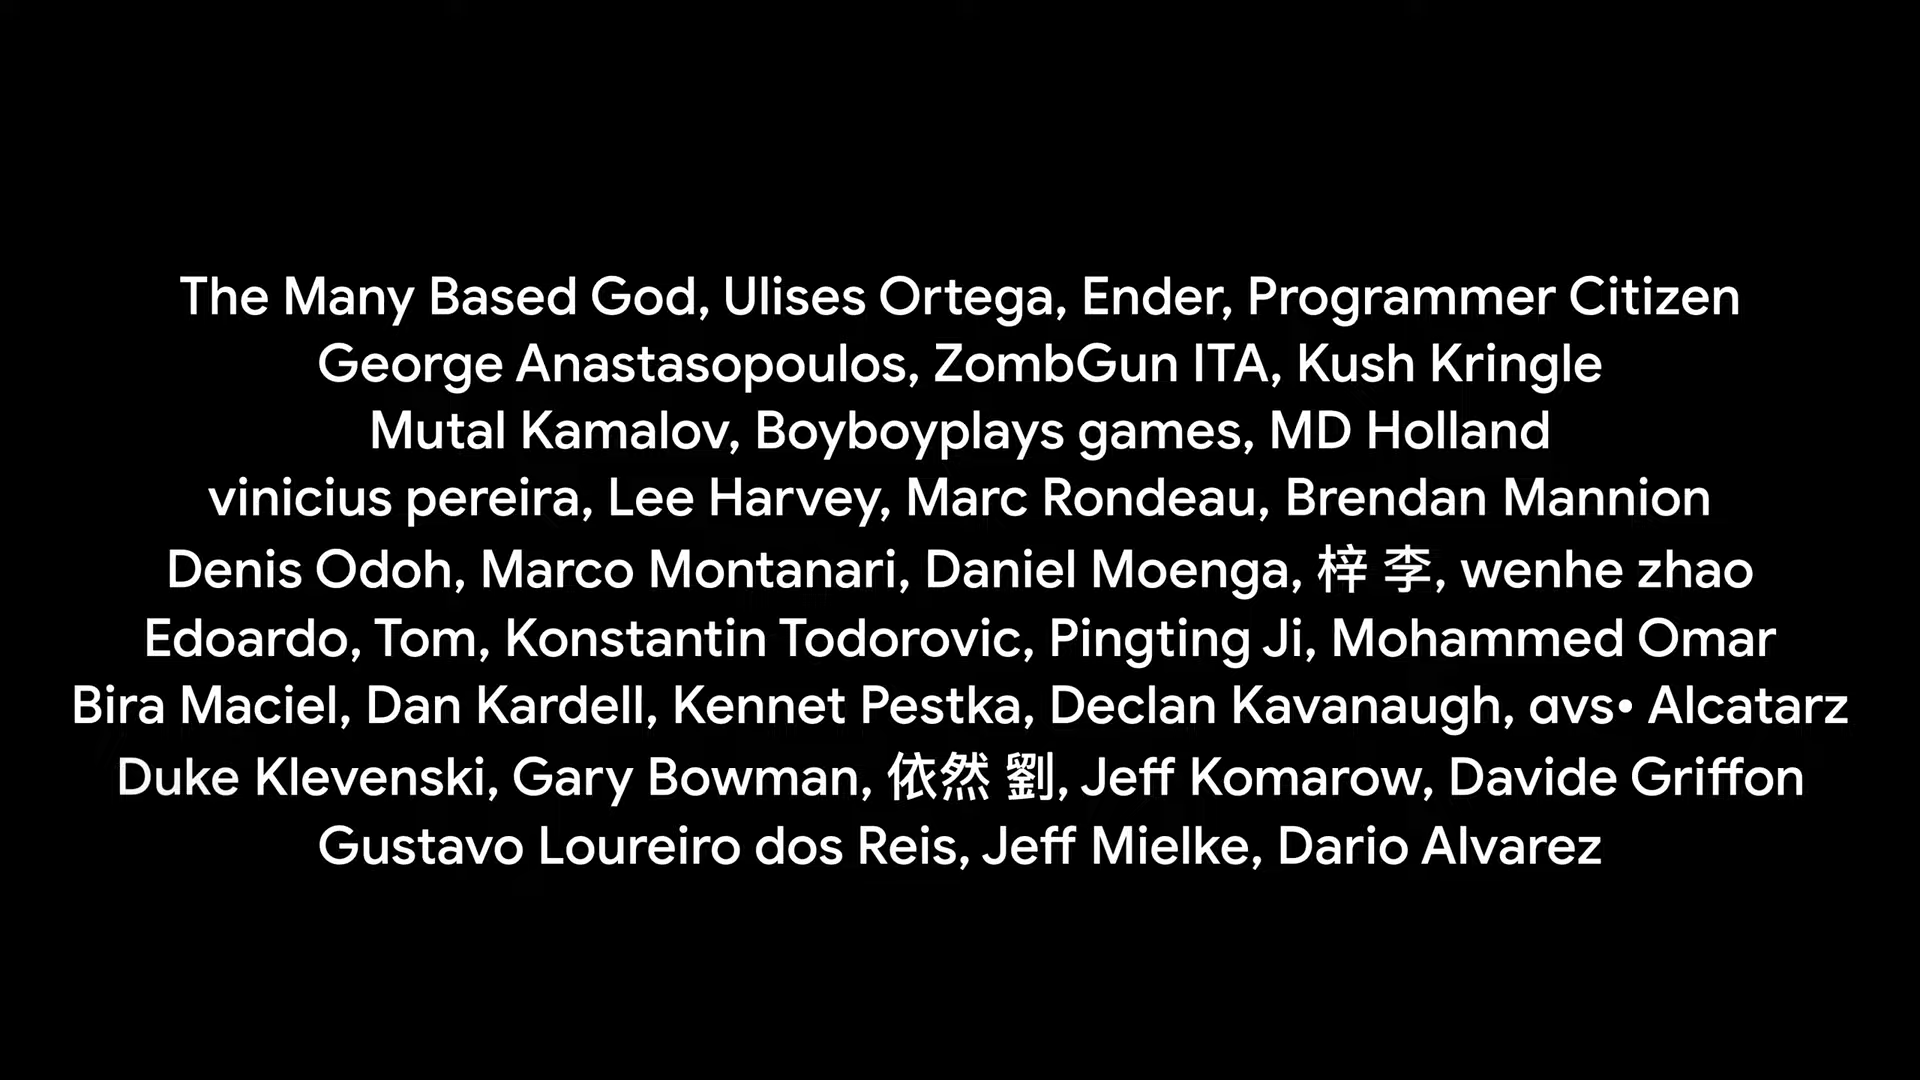 The Many Based God, Ulises Ortega, Ender, Programmer Citizen
George Anastasopoulos, ZombGun ITA, Kush Kringle
Mutal Kamalov, Boyboyplays games, MD Holland
vinicius pereira, Lee Harvey, Marc Rondeau, Brendan Mannion
Denis Odoh, Marco Montanari, Daniel Moenga, 梓 李, wenhe zhao
Edoardo, Tom, Konstantin Todorovic, Pingting Ji, Mohammed Omar
Bira Maciel, Dan Kardell, Kennet Pestka, Declan Kavanaugh, αvs• Alcatarz
Duke Klevenski, Gary Bowman, 依然 劉, Jeff Komarow, Davide Griffon
Gustavo Loureiro dos Reis, Jeff Mielke, Dario Alvarez